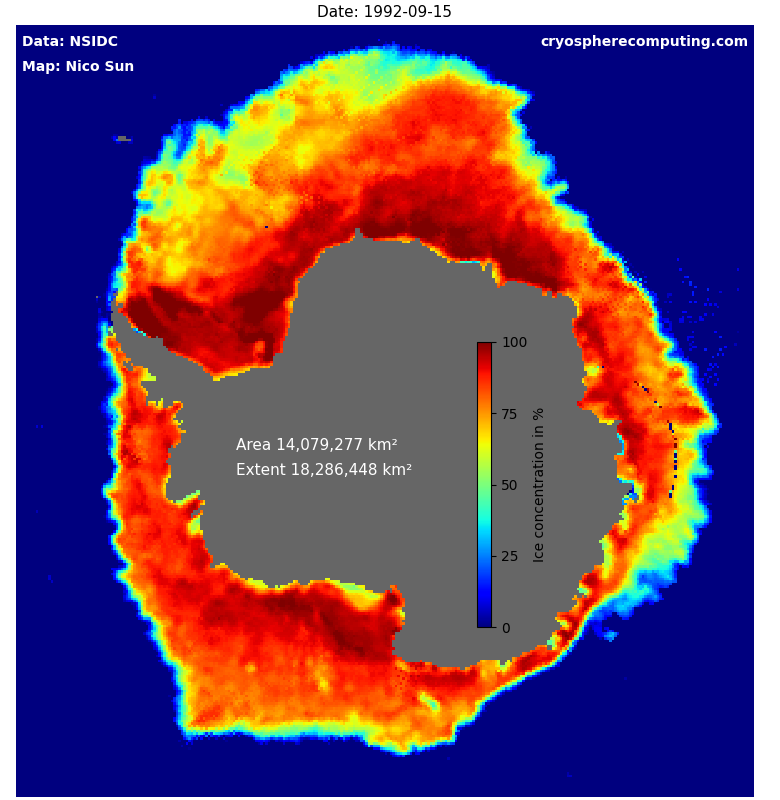 Date: 1992-09-15
Data: NSIDC
cryospherecomputing.com
Map: Nico Sun
100
75
50
25
0
Ice concentration in %
Area 14,079,277 km²
Extent 18,286,448 km²